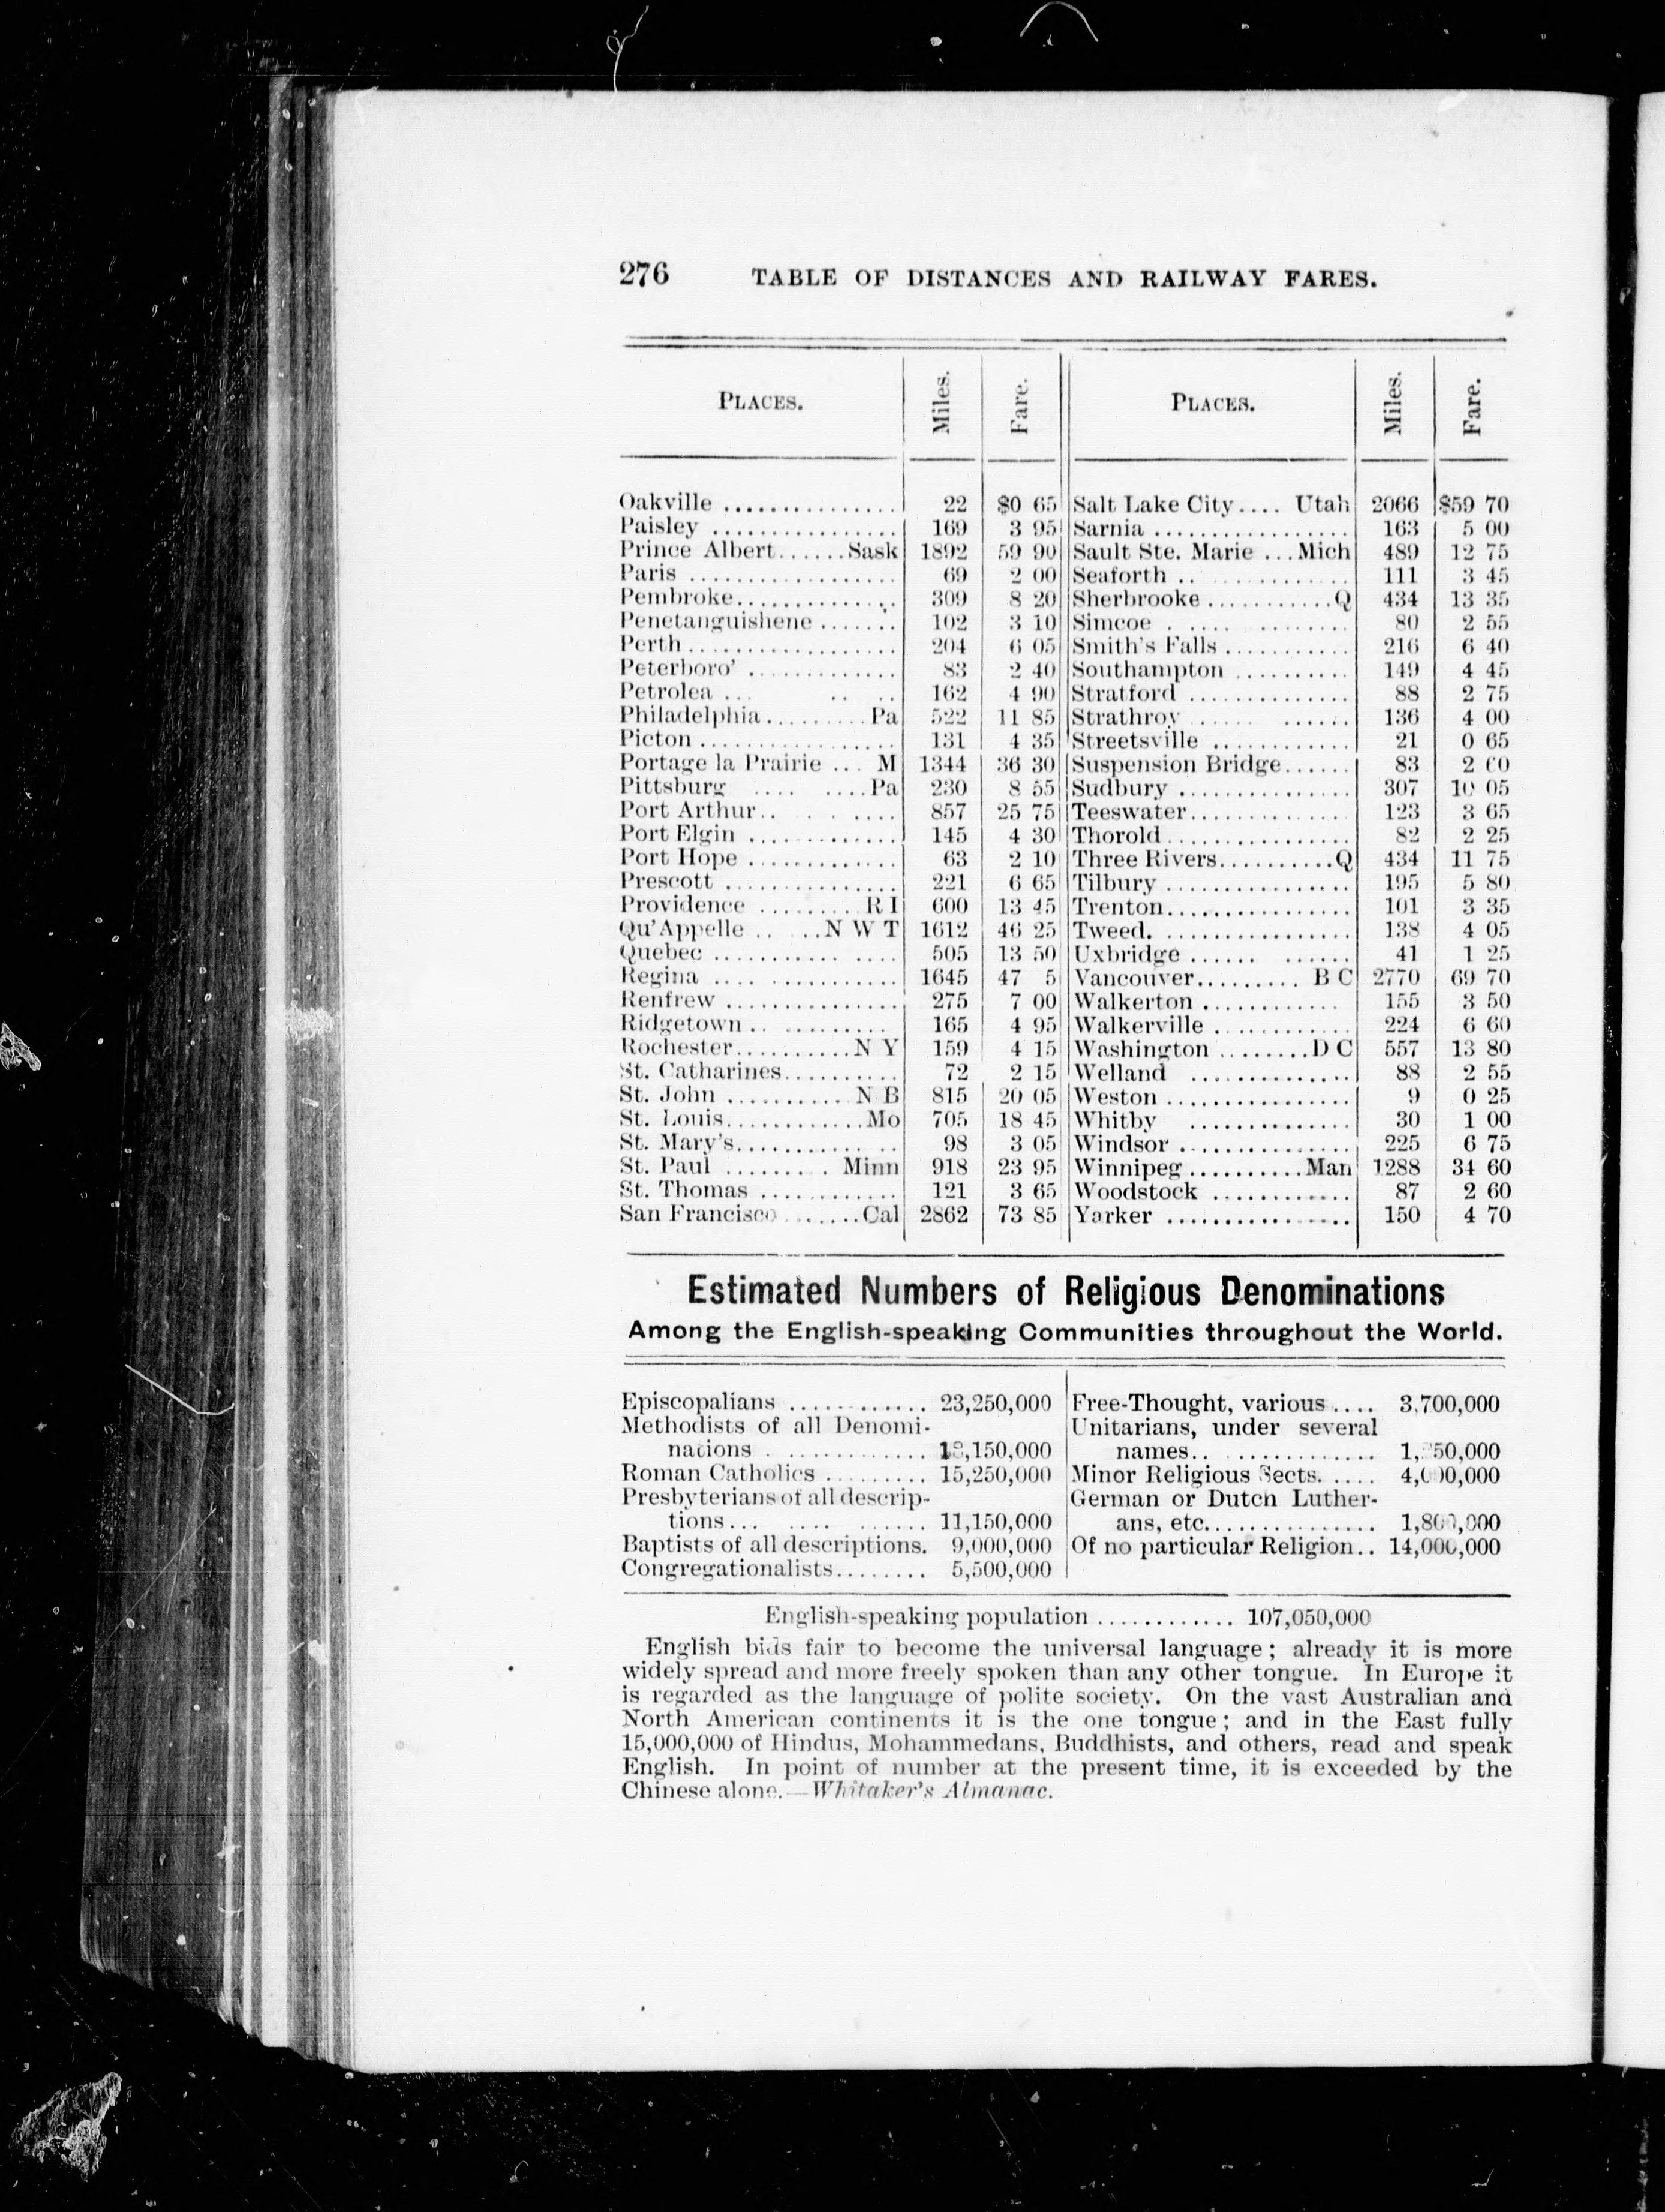 276 TABLE OF DISTANCES AND RAILWAY FARES.
PLACES. Miles. Fare. PLACES. Miles. Fare.
Oakville ............... 22 $0 65 Salt Lake City.... Utah 2066 $59 70
Paisley ................ 169 3 95 Sarnia ................. 163 5 00
Prince Albert......Sask 1892 59 90 Sault Ste. Marie ...Mich 489 12 75
Paris .................. 69 2 00 Seaforth .. ............ 111 3 45
Pembroke.............. 309 8 20 Sherbrooke ...........Q 434 13 35
Penetanguishene ....... 102 3 10 Simcoe . .... ........ 80 2 55
Perth.................. 204 6 05 Smith's Falls ........... 216 6 40
Peterboro' ............. 83 2 40 Southampton .......... 149 4 45
Petrolea ... .. .. 162 4 90 Stratford .............. 88 2 75
Philadelphia.........Pa 522 11 85 Strathroy ...... ...... 136 4 00
Picton................. 131 4 35 Streetsville ............ 21 0 65
Portage la Prairie ... M 1344 36 30 Suspension Bridge...... 83 2 60
Pittsburg .... ....Pa 230 8 55 Sudbury ............... 307 10 05
Port Arthur.. . . .... 857 25 75 Teeswater.............. 123 3 65
Port Elgin ............. 145 4 30 Thorold................ 82 2 25
Port Hope ............. 63 2 10 Three Rivers..........Q 434 11 75
Prescott ............... 221 6 65 Tilbury ................ 195 5 80
Providence .........R I 600 13 45 Trenton................ 101 3 35
Qu'Appelle .. ...N W T 1612 46 25 Tweed. ................ 138 4 05
Quebec ........... .... 505 13 50 Uxbridge ...... ...... 41 1 25
Regina .... ............ 1645 47 5 Vancouver......... B C 2770 69 70
Renfrew ............... 275 7 00 Walkerton ............ 155 3 50
Ridgetown .. .......... 165 4 95 Walkerville ............ 224 6 60
Rochester..........N Y 159 4 15 Washington ........D C 557 13 80
St. Catharines.......... 72 2 15 Welland .............. 88 2 55
St. John ........... N B 815 20 05 Weston ................ 9 0 25
St. Louis............Mo 705 18 45 Whitby .............. 30 1 00
St. Mary's............. .. 98 3 05 Windsor ............... 225 6 75
St. Paul ......... Minn 918 23 95 Winnipeg..........Man 1288 34 60
St. Thomas ............ 121 3 65 Woodstock ............ 87 2 60
San Francisco.......Cal 2862 73 85 Yarker ................ 150 4 70
Estimated Numbers of Religious Denominations
Among the English-speaking Communities throughout the World.
Episcopalians ............ 23,250,000 Free-Thought, various .... 3,700,000
Methodists of all Denomi- Unitarians, under several
nations . ............ ,150,000 names.. .............. 50,000
Roman Catholics ......... 15,250,000 Minor Religious Sects. .... 4,000,000
Presbyterians of all descrip- German or Dutch Luther-
tions... .... ...... 11,150,000 ans, etc............... 1,800,000
Baptists of all descriptions. 9,000,000 Of no particular Religion.. 14,000,000
Congregationalists........ 5,500,000
English-speaking population ............ 107,050,000
English bids fair to become the universal language ; already it is more
widely spread and more freely spoken than any other tongue. In Europe it
is regarded as the language of polite society. On the vast Australian and
North American continents it is the one tongue ; and in the East fully
15,000,000 of Hindus, Mohammedans, Buddhists, and others, read and speak
English. In point of number at the present time, it is exceeded by the
Chinese alone.—Whitaker's Almanac.